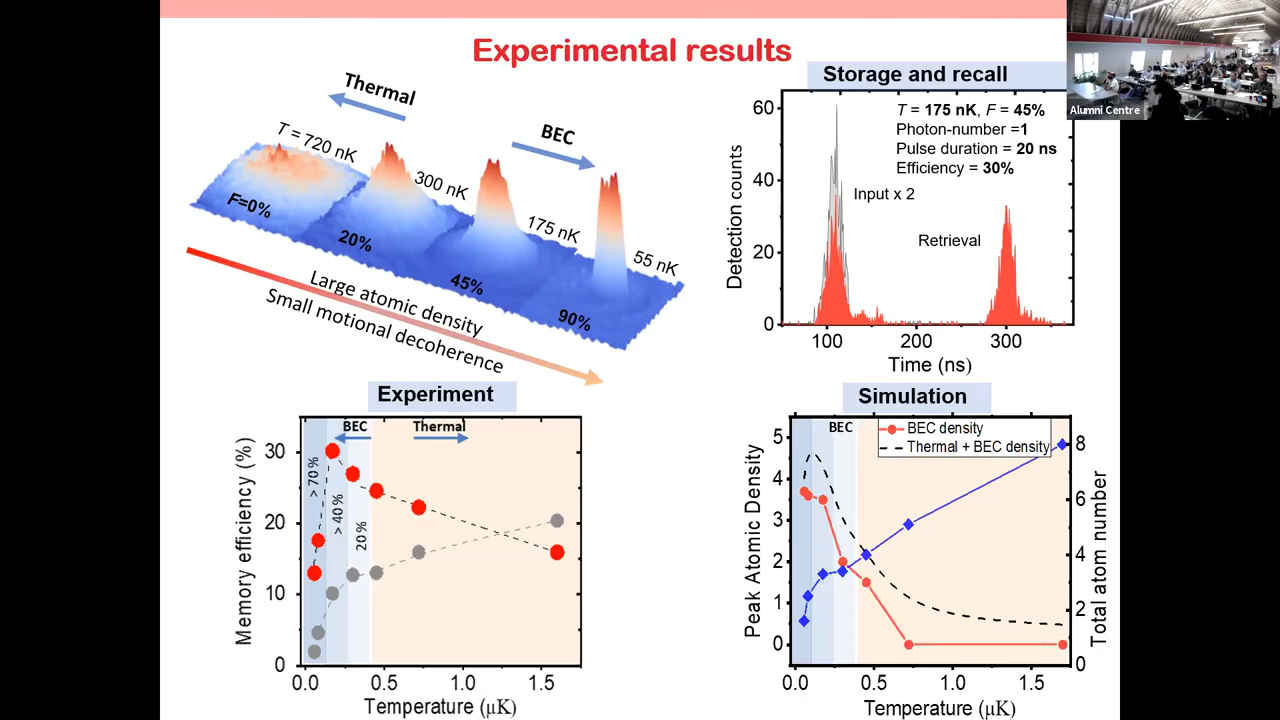 Experimental results
Alumni Centre
Thermal
BEC
T = 720 nK
300 nK
175 nK
55 nK
F=0%
20%
45%
90%
Large atomic density
Small motional decoherence
Storage and recall
T = 175 nK, F = 45%
Photon-number =1
Pulse duration = 20 ns
Efficiency = 30%
Input x 2
Retrieval
Detection counts
60
40
20
0
100
200
300
Time (ns)
Experiment
BEC
Thermal
Memory efficiency (%)
30
20
10
0
> 70 %
> 40 %
20 %
0.0
0.5
1.0
1.5
Temperature (µK)
Simulation
BEC
BEC density
Thermal + BEC density
Peak Atomic Density
5
4
3
2
1
0
8
6
4
2
0
Total atom number
0.0
0.5
1.0
1.5
Temperature (µK)